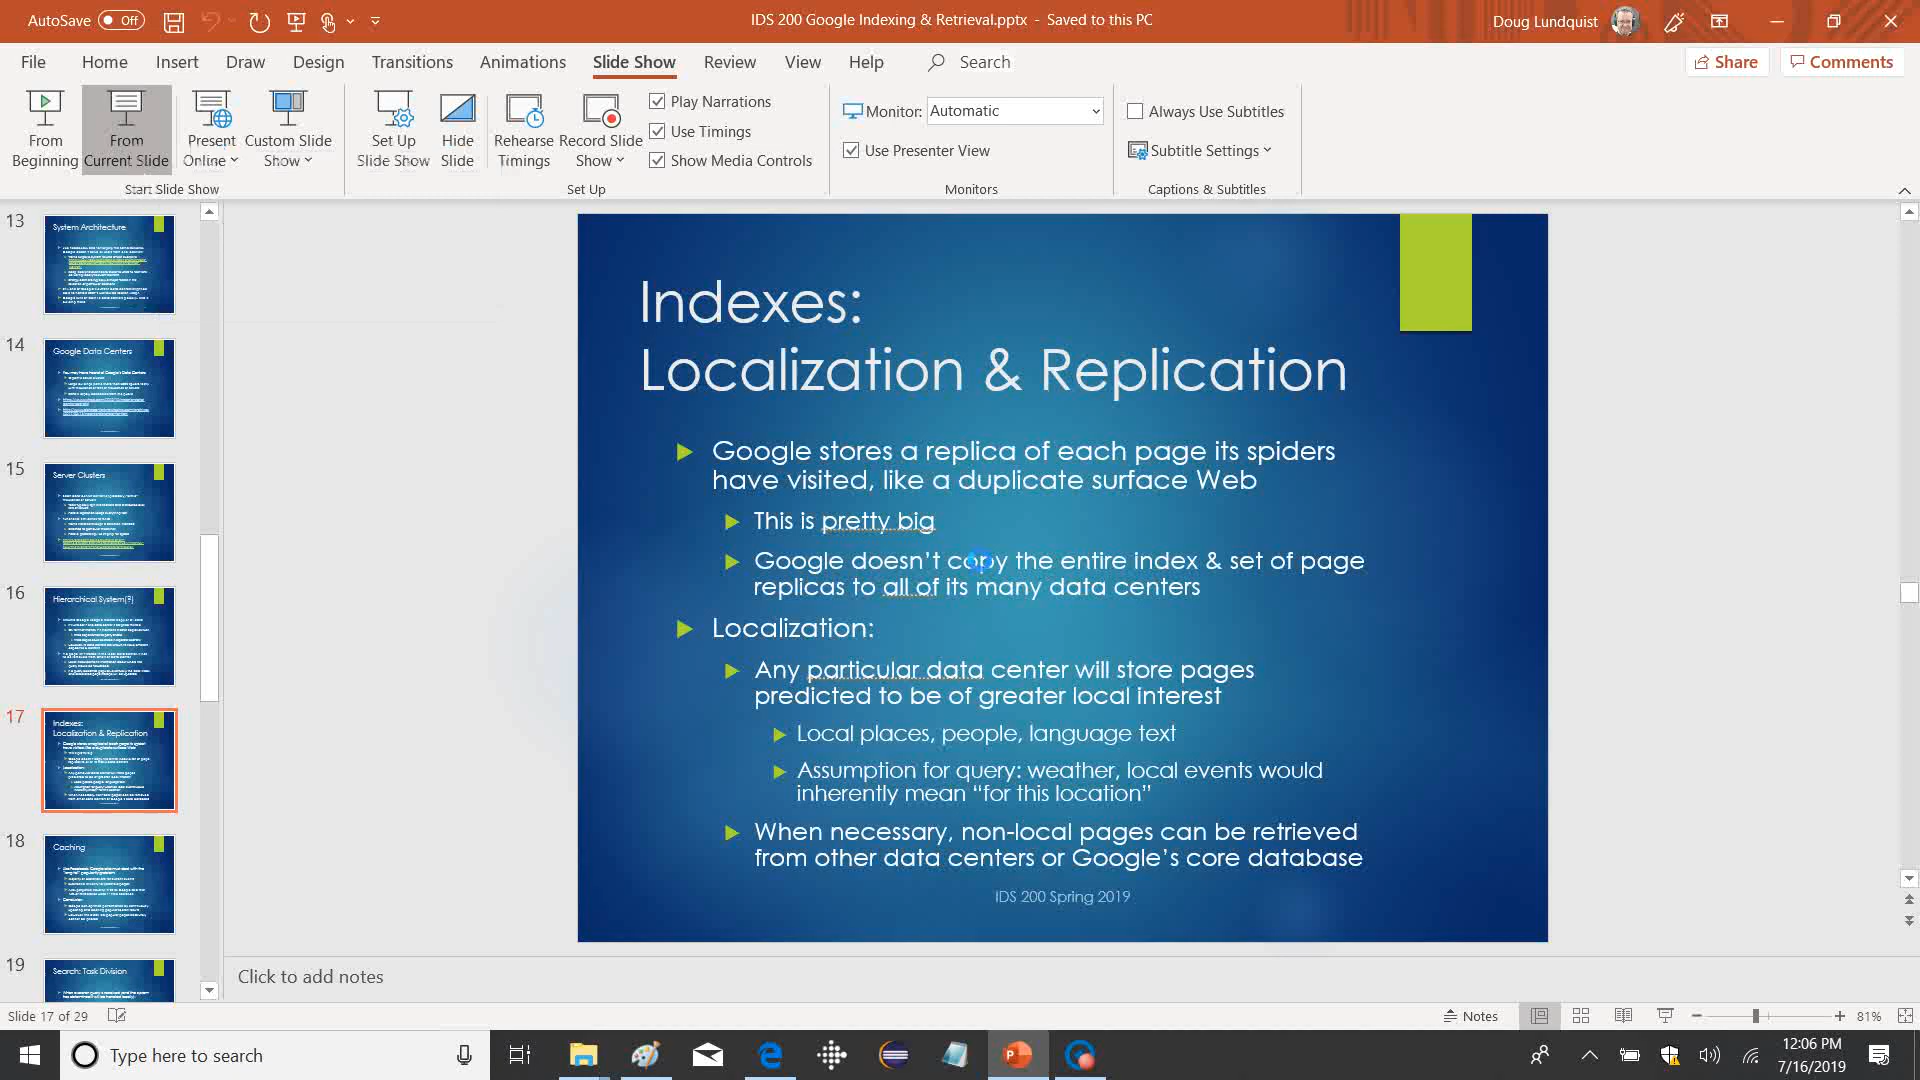 AutoSave Off
IDS 200 Google Indexing & Retrieval.pptx - Saved to this PC
Doug Lundquist
File Home Insert Draw Design Transitions Animations Slide Show Review View Help Search
Share Comments
From Beginning
From Current Slide
Present Online
Custom Slide Show
Start Slide Show
Set Up Slide Show
Hide Slide
Rehearse Timings
Record Slide Show
Play Narrations
Use Timings
Show Media Controls
Set Up
Monitor: Automatic
Use Presenter View
Monitors
Always Use Subtitles
Subtitle Settings
Captions & Subtitles
13
System Architecture
14
Google Data Centers
15
Server Clusters
16
Hierarchical System(?)
17
Indexes:
Localization & Replication
18
Caching
19
Search: Task Division
Indexes:
Localization & Replication
Google stores a replica of each page its spiders
have visited, like a duplicate surface Web
This is pretty big
Google doesn't copy the entire index & set of page
replicas to all of its many data centers
Localization:
Any particular data center will store pages
predicted to be of greater local interest
Local places, people, language text
Assumption for query: weather, local events would
inherently mean "for this location"
When necessary, non-local pages can be retrieved
from other data centers or Google's core database
IDS 200 Spring 2019
Click to add notes
Slide 17 of 29
Notes
81%
Type here to search
12:06 PM
7/16/2019